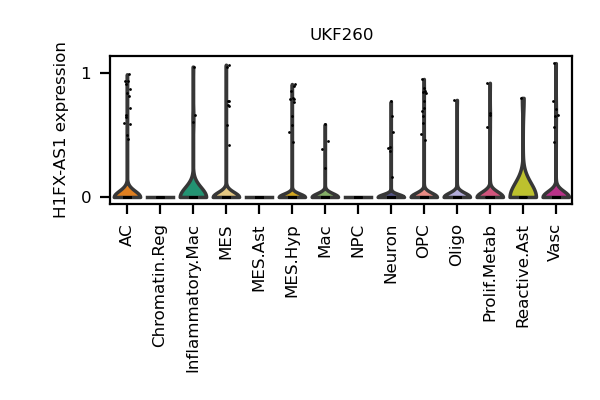 UKF260
H1FX-AS1 expression
1
0
AC
Chromatin.Reg
Inflammatory.Mac
MES
MES.Ast
MES.Hyp
Mac
NPC
Neuron
OPC
Oligo
Prolif.Metab
Reactive.Ast
Vasc